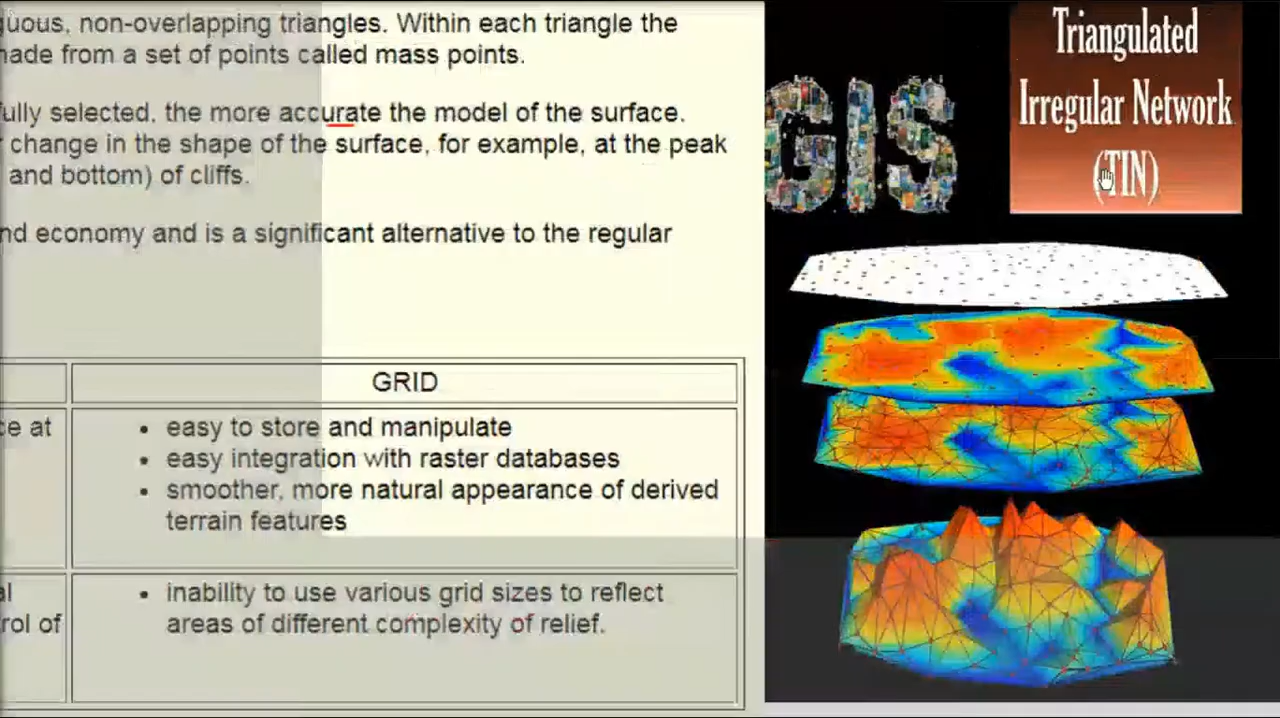 guous, non-overlapping triangles. Within each triangle the
made from a set of points called mass points.
fully selected, the more accurate the model of the surface.
change in the shape of the surface, for example, at the peak
and bottom) of cliffs.
nd economy and is a significant alternative to the regular
GRID
ce at
• easy to store and manipulate
• easy integration with raster databases
• smoother, more natural appearance of derived
terrain features
al
rol of
• inability to use various grid sizes to reflect
areas of different complexity of relief.
GIS
Triangulated
Irregular Network
(TIN)